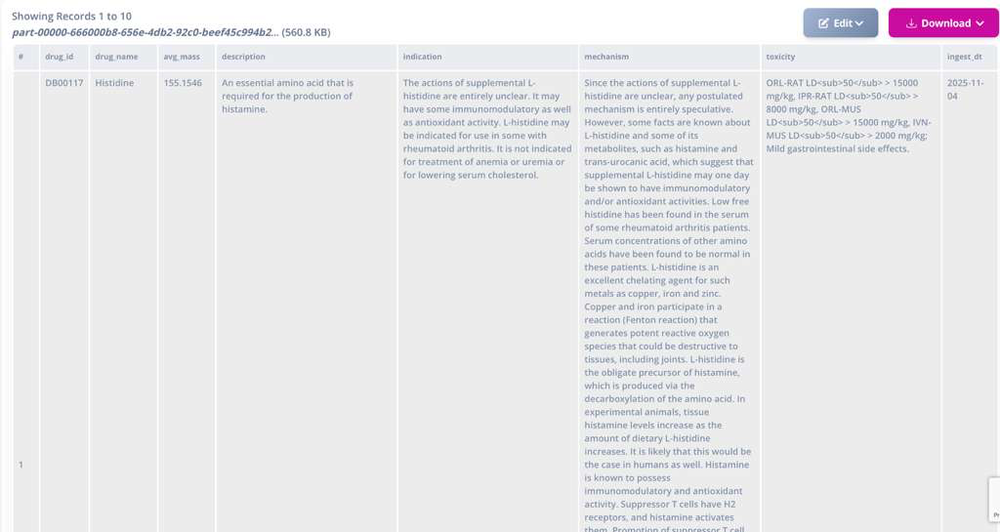 Showing Records 1 to 10
part-00000-666000b8-656e-4db2-92c0-beef45c994b2... (560.8 KB)
Edit
Download
# drug_id drug_name avg_mass description indication mechanism toxicity ingest_dt
1
DB00117
Histidine
155.1546
An essential amino acid that is
required for the production of
histamine.
The actions of supplemental L-
histidine are entirely unclear. It may
have some immunomodulatory as well
as antioxidant activity. L-histidine may
be indicated for use in some with
rheumatoid arthritis. It is not indicated
for treatment of anemia or uremia or
for lowering serum cholesterol.
Since the actions of supplemental L-
histidine are unclear, any postulated
mechanism is entirely speculative.
However, some facts are known about
L-histidine and some of its
metabolites, such as histamine and
trans-urocanic acid, which suggest that
supplemental L-histidine may one day
be shown to have immunomodulatory
and/or antioxidant activities. Low free
histidine has been found in the serum
of some rheumatoid arthritis patients.
Serum concentrations of other amino
acids have been found to be normal in
these patients. L-histidine is an
excellent chelating agent for such
metals as copper, iron and zinc.
Copper and iron participate in a
reaction (Fenton reaction) that
generates potent reactive oxygen
species that could be destructive to
tissues, including joints. L-histidine is
the obligate precursor of histamine,
which is produced via the
decarboxylation of the amino acid. In
experimental animals, tissue
histamine levels increase as the
amount of dietary L-histidine
increases. It is likely that this would be
the case in humans as well. Histamine
is known to possess
immunomodulatory and antioxidant
activity. Suppressor T cells have H2
receptors, and histamine activates
them. Promotion of suppressor T cell
ORL-RAT LD<sub>50</sub> > 15000
mg/kg, IPR-RAT LD<sub>50</sub> >
8000 mg/kg, ORL-MUS
LD<sub>50</sub> > 15000 mg/kg, IVN-
MUS LD<sub>50</sub> > 2000 mg/kg;
Mild gastrointestinal side effects.
2025-11-
04